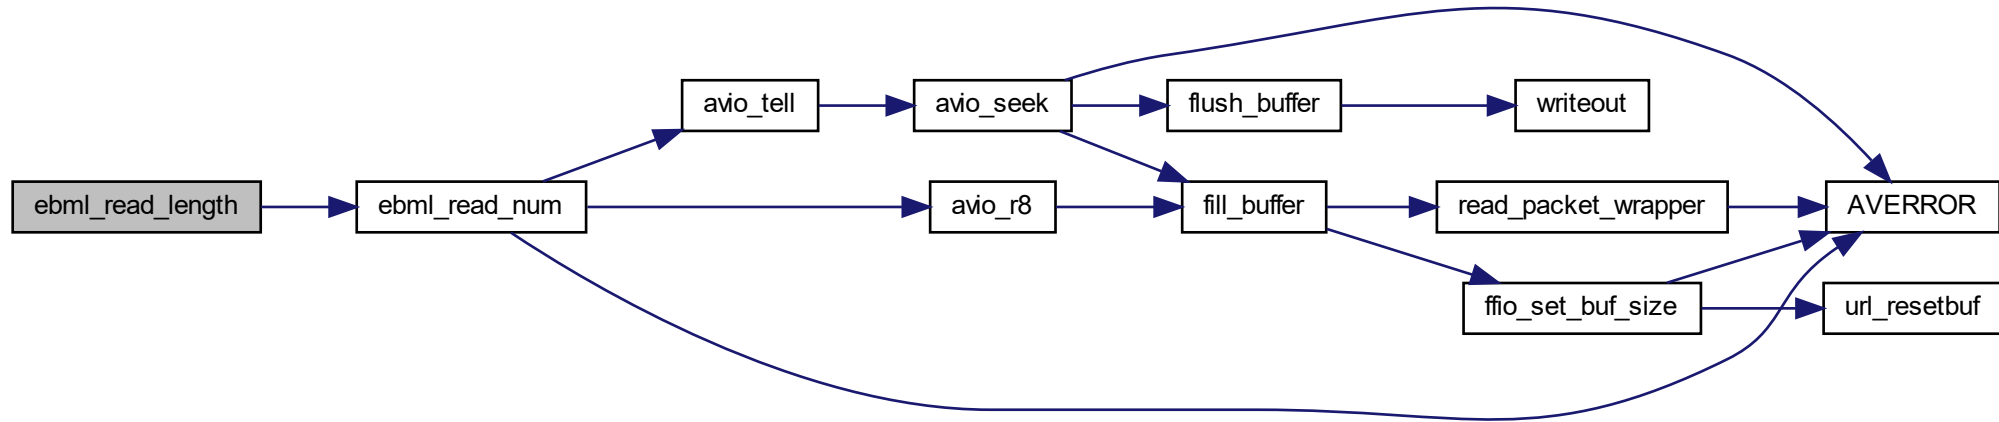 avio_tell
avio_seek
flush_buffer
writeout
ebml_read_length
ebml_read_num
avio_r8
fill_buffer
read_packet_wrapper
AVERROR
ffio_set_buf_size
url_resetbuf